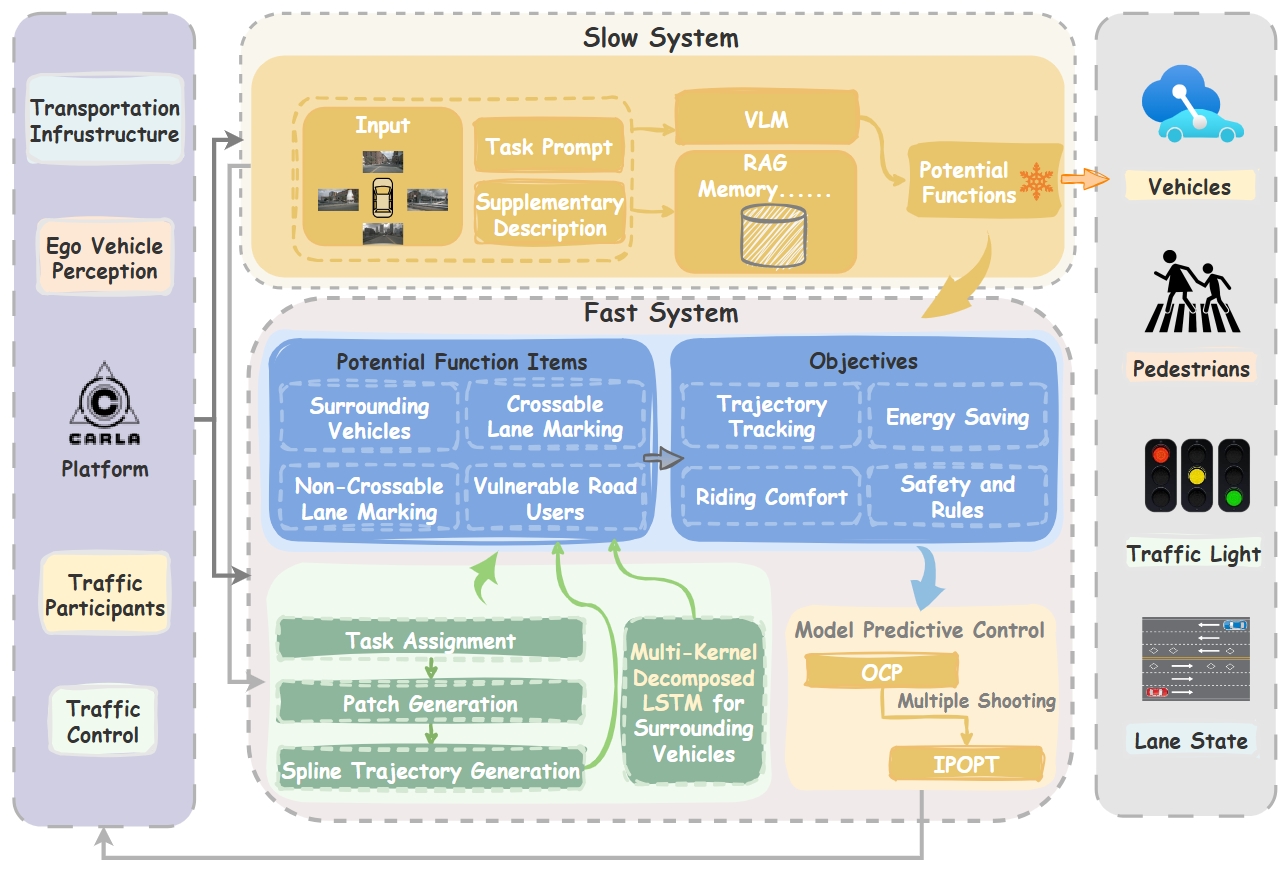 Transportation
Infrustructure
Ego Vehicle
Perception
C
CARLA
Platform
Traffic
Participants
Traffic
Control
Slow System
Input
Task Prompt
Supplementary
Description
VLM
RAG
Memory......
Potential
Functions
Fast System
Potential Function Items
Surrounding
Vehicles
Crossable
Lane Marking
Non-Crossable
Lane Marking
Vulnerable Road
Users
Objectives
Trajectory
Tracking
Energy Saving
Riding Comfort
Safety and
Rules
Task Assignment
Patch Generation
Spline Trajectory Generation
Multi-Kernel
Decomposed
LSTM for
Surrounding
Vehicles
Model Predictive Control
OCP
Multiple Shooting
IPOPT
Vehicles
Pedestrians
Traffic Light
Lane State